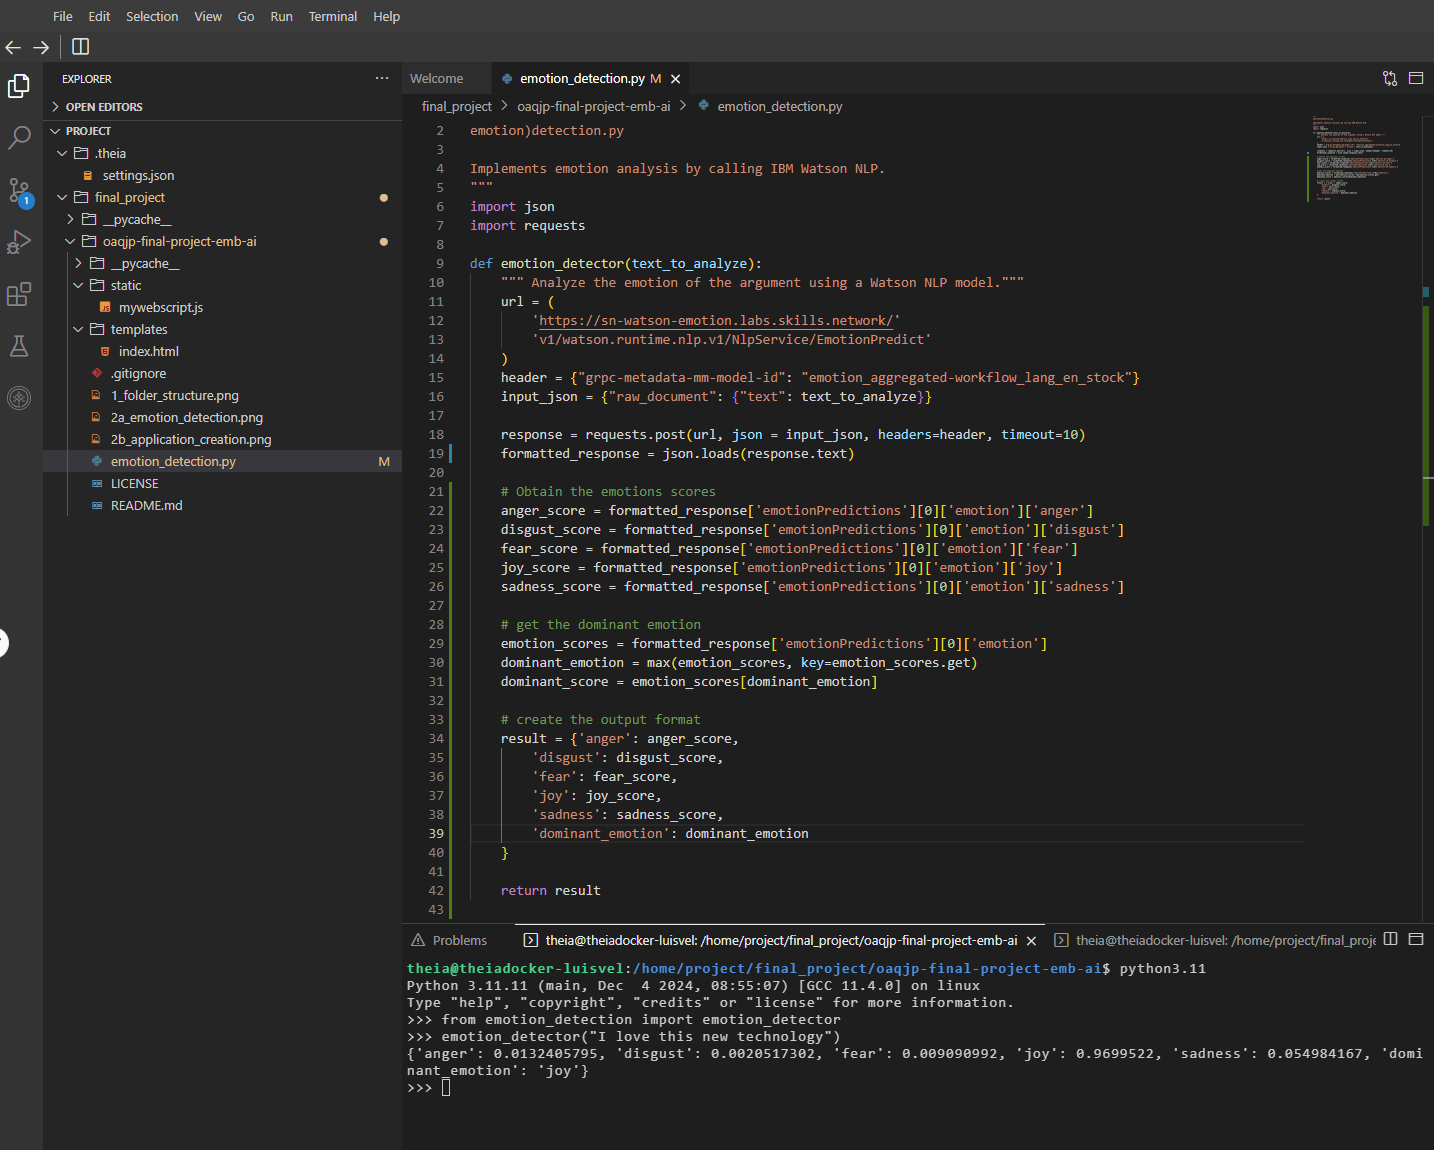 File Edit Selection View Go Run Terminal Help
EXPLORER ...
OPEN EDITORS
PROJECT
.theia
settings.json
final_project
__pycache__
oaqjp-final-project-emb-ai
__pycache__
static
mywebscript.js
templates
index.html
.gitignore
1_folder_structure.png
2a_emotion_detection.png
2b_application_creation.png
emotion_detection.py M
LICENSE
README.md
1
Welcome emotion_detection.py M
final_project > oaqjp-final-project-emb-ai > emotion_detection.py
2 emotion)detection.py
3
4 Implements emotion analysis by calling IBM Watson NLP.
5 """
6 import json
7 import requests
8
9 def emotion_detector(text_to_analyze):
10 """ Analyze the emotion of the argument using a Watson NLP model."""
11 url = (
12 'https://sn-watson-emotion.labs.skills.network/'
13 'v1/watson.runtime.nlp.v1/NlpService/EmotionPredict'
14 )
15 header = {"grpc-metadata-mm-model-id": "emotion_aggregated-workflow_lang_en_stock"}
16 input_json = {"raw_document": {"text": text_to_analyze}}
17
18 response = requests.post(url, json = input_json, headers=header, timeout=10)
19 formatted_response = json.loads(response.text)
20
21 # Obtain the emotions scores
22 anger_score = formatted_response['emotionPredictions'][0]['emotion']['anger']
23 disgust_score = formatted_response['emotionPredictions'][0]['emotion']['disgust']
24 fear_score = formatted_response['emotionPredictions'][0]['emotion']['fear']
25 joy_score = formatted_response['emotionPredictions'][0]['emotion']['joy']
26 sadness_score = formatted_response['emotionPredictions'][0]['emotion']['sadness']
27
28 # get the dominant emotion
29 emotion_scores = formatted_response['emotionPredictions'][0]['emotion']
30 dominant_emotion = max(emotion_scores, key=emotion_scores.get)
31 dominant_score = emotion_scores[dominant_emotion]
32
33 # create the output format
34 result = {'anger': anger_score,
35 'disgust': disgust_score,
36 'fear': fear_score,
37 'joy': joy_score,
38 'sadness': sadness_score,
39 'dominant_emotion': dominant_emotion
40 }
41
42 return result
43
Problems theia@theiadocker-luisvel: /home/project/final_project/oaqjp-final-project-emb-ai theia@theiadocker-luisvel: /home/project/final_proje
theia@theiadocker-luisvel:/home/project/final_project/oaqjp-final-project-emb-ai$ python3.11
Python 3.11.11 (main, Dec  4 2024, 08:55:07) [GCC 11.4.0] on linux
Type "help", "copyright", "credits" or "license" for more information.
>>> from emotion_detection import emotion_detector
>>> emotion_detector("I love this new technology")
{'anger': 0.0132405795, 'disgust': 0.0020517302, 'fear': 0.009090992, 'joy': 0.9699522, 'sadness': 0.054984167, 'domi
nant_emotion': 'joy'}
>>>